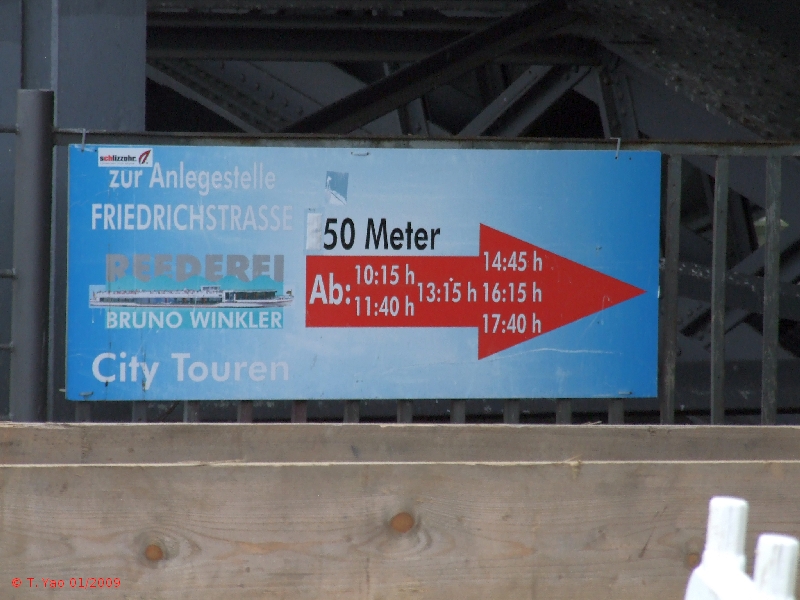 schlizzohr.
zur Anlegestelle
FRIEDRICHSTRASSE
REEDEREI
BRUNO WINKLER
City Touren
50 Meter
Ab: 10:15 h 11:40 h 13:15 h 14:45 h 16:15 h 17:40 h
© T. Yao 01/2009